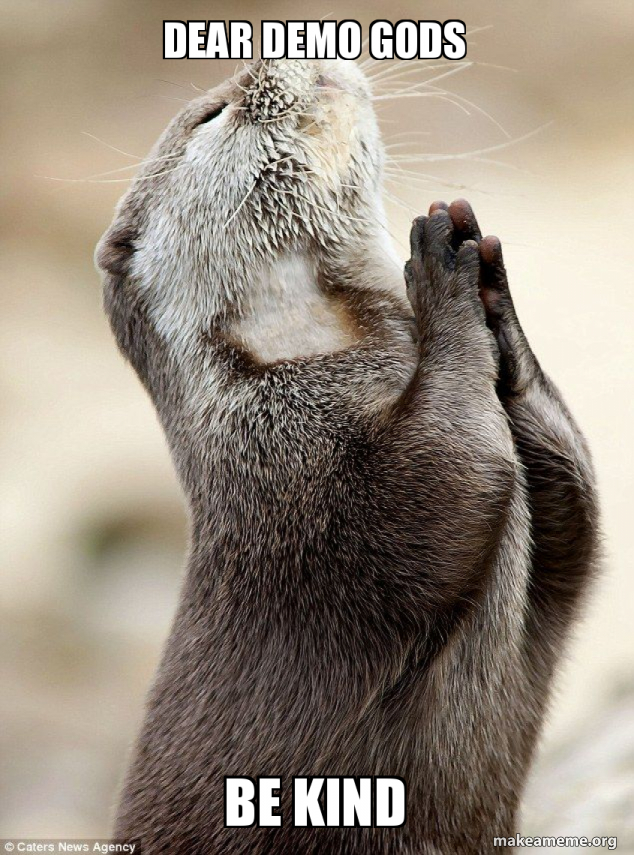 DEAR DEMO GODS
BE KIND
© Caters News Agency
makeameme.org